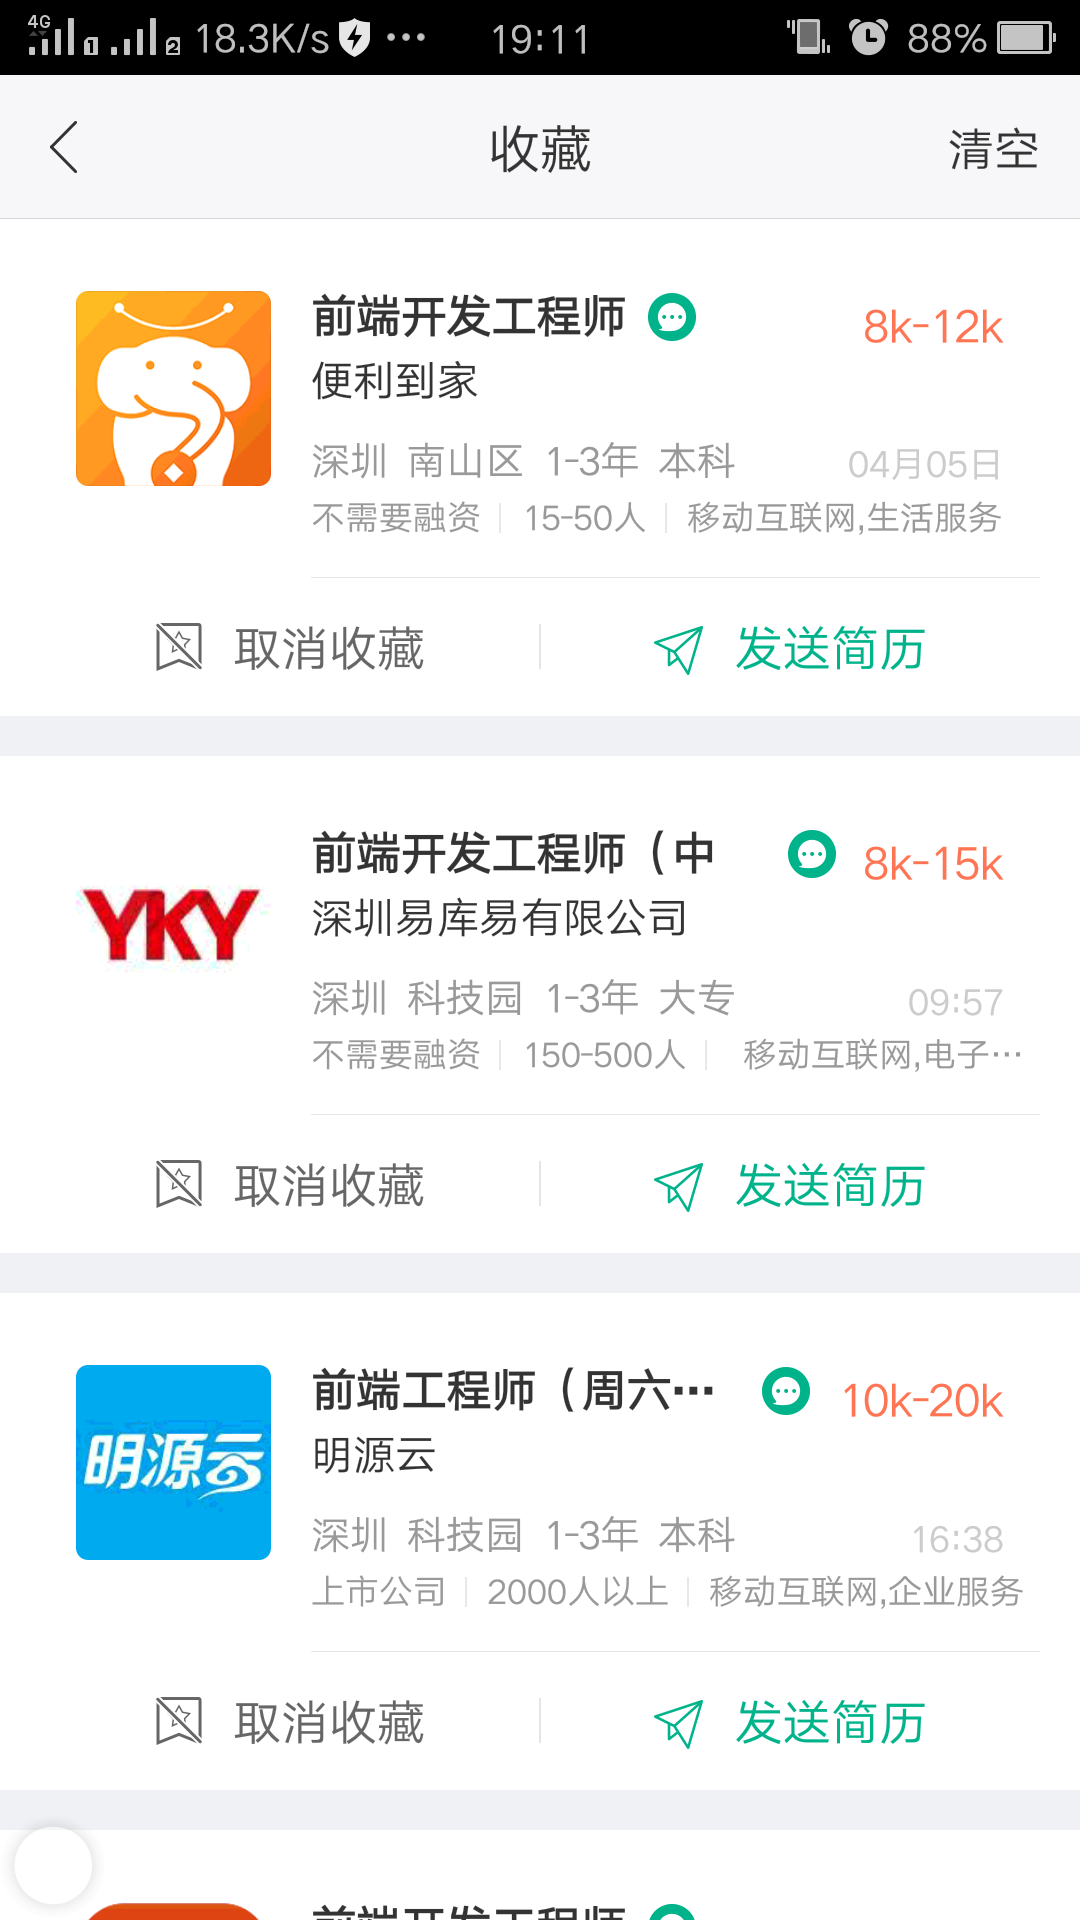 4G 1 2 18.3K/s ··· 19:11 88%
收藏 清空
前端开发工程师 8k-12k
便利到家
深圳 南山区 1-3年 本科 04月05日
不需要融资 15-50人 移动互联网,生活服务
取消收藏 发送简历
前端开发工程师（中 8k-15k
YKY
深圳易库易有限公司
深圳 科技园 1-3年 大专 09:57
不需要融资 150-500人 移动互联网,电子···
取消收藏 发送简历
前端工程师（周六··· 10k-20k
明源云
明源云
深圳 科技园 1-3年 本科 16:38
上市公司 2000人以上 移动互联网,企业服务
取消收藏 发送简历
前端开发工程师